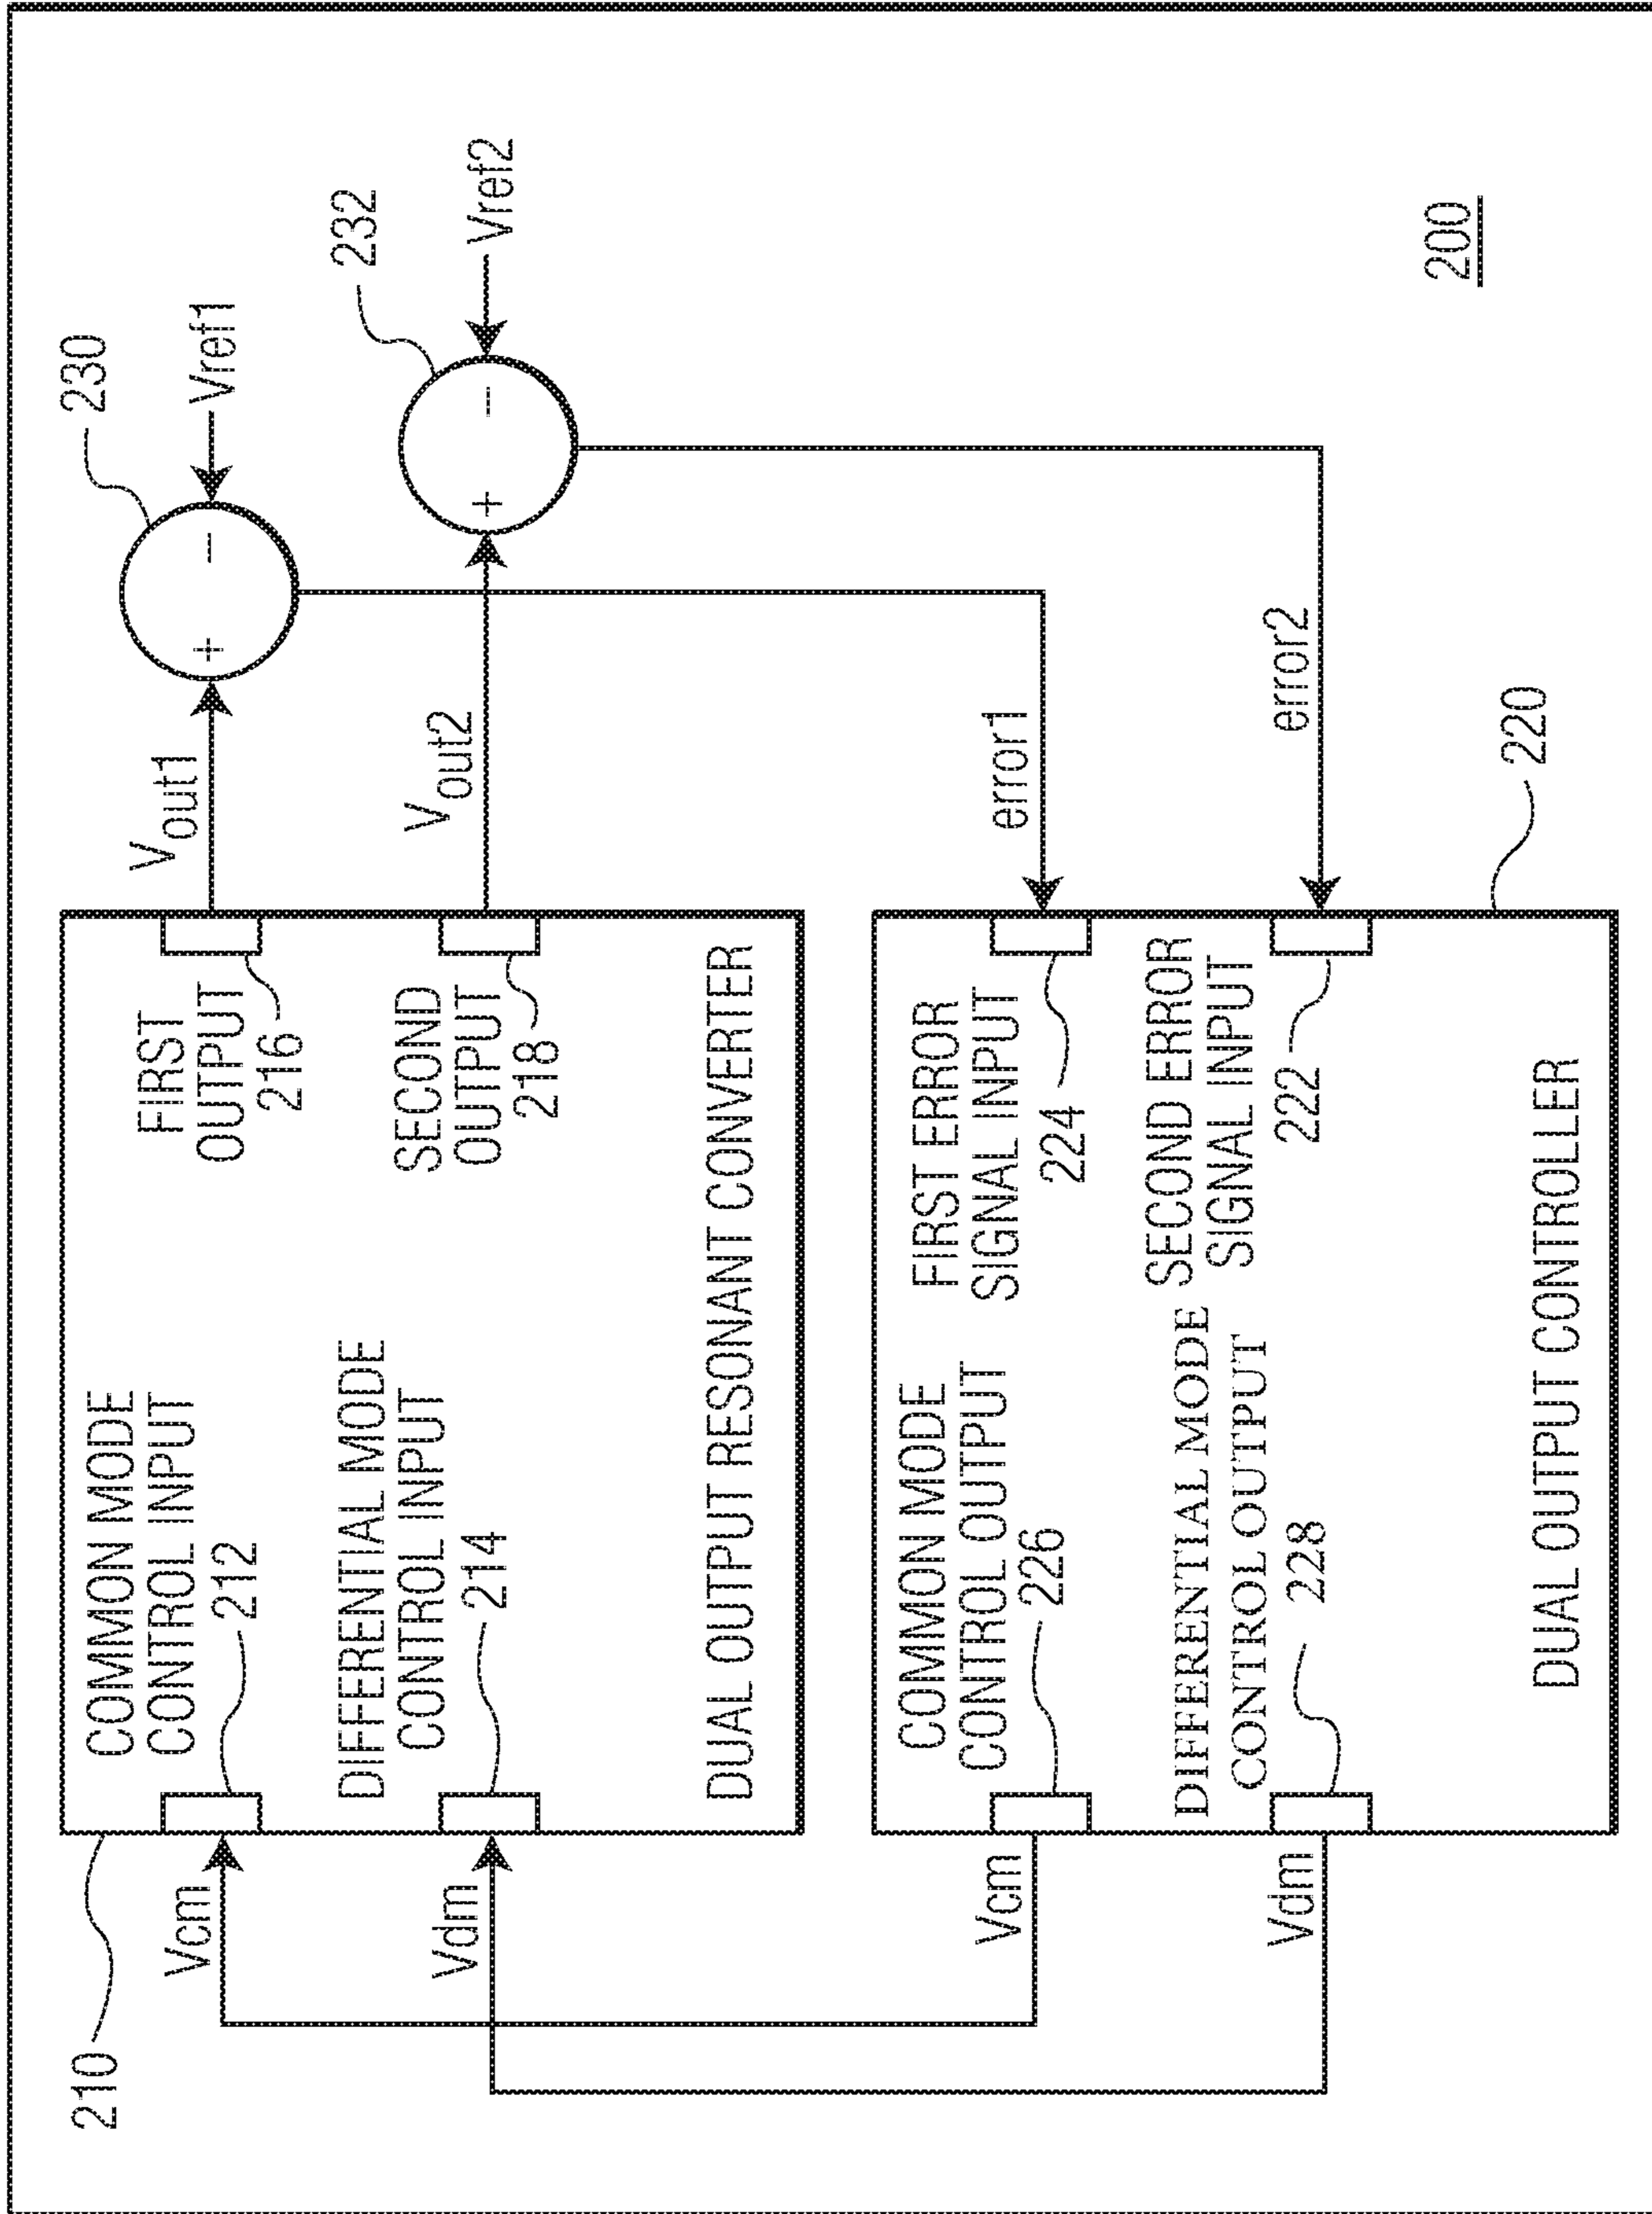 210
Vcm
COMMON MODE
CONTROL INPUT
212
FIRST
OUTPUT
216
Vout1
+
−
230
Vref1
Vdm
DIFFERENTIAL MODE
CONTROL INPUT
214
SECOND
OUTPUT
218
Vout2
+
−
232
Vref2
DUAL OUTPUT RESONANT CONVERTER
Vcm
COMMON MODE
CONTROL OUTPUT
226
FIRST ERROR
SIGNAL INPUT
224
error1
Vdm
DIFFERENTIAL MODE
CONTROL OUTPUT
228
SECOND ERROR
SIGNAL INPUT
222
error2
DUAL OUTPUT CONTROLLER
220
200